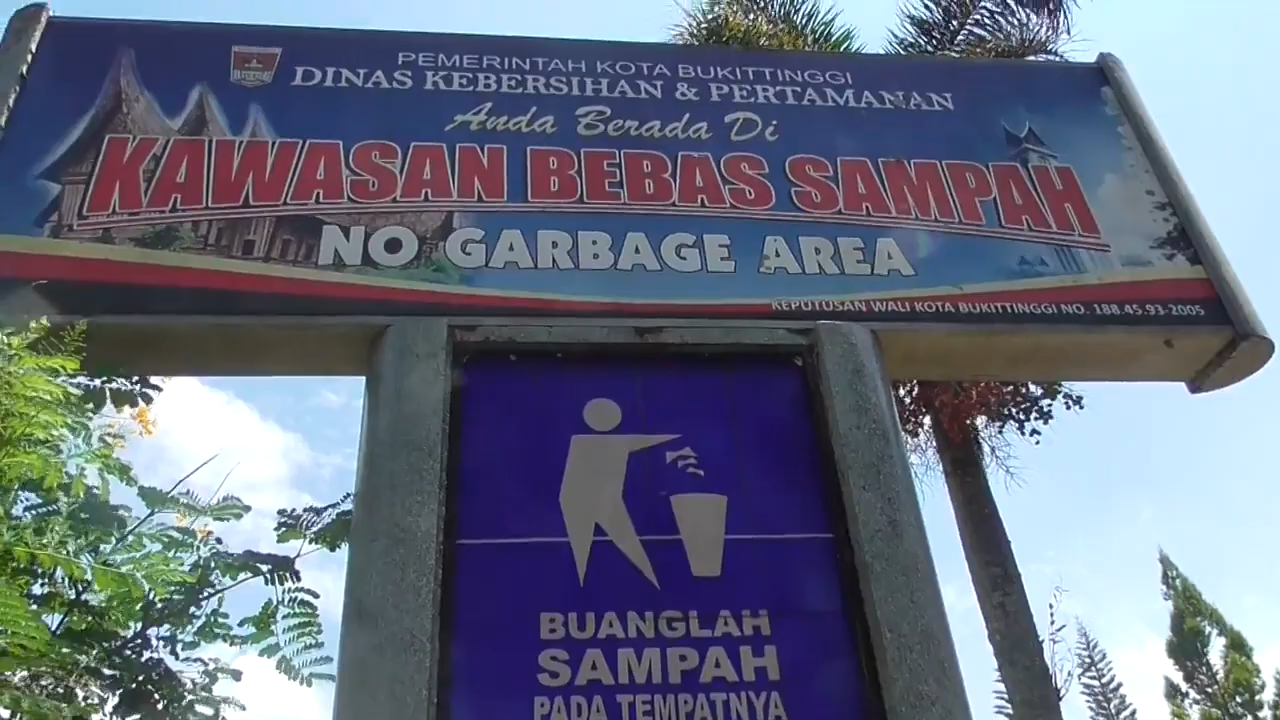 PEMERINTAH KOTA BUKITTINGGI
DINAS KEBERSIHAN & PERTAMANAN
Anda Berada Di
KAWASAN BEBAS SAMPAH
NO GARBAGE AREA
KEPUTUSAN WALI KOTA BUKITTINGGI NO. 188.45.93-2005
BUANGLAH
SAMPAH
PADA TEMPATNYA